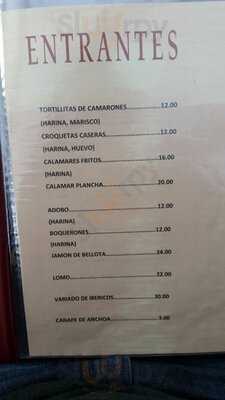 Sluurpy
ENTRANTES
TORTILLITAS DE CAMARONES....................12.00
(HARINA, MARISCO)
CROQUETAS CASERAS....................12.00
(HARINA, HUEVO)
CALAMARES FRITOS....................16.00
(HARINA)
CALAMAR PLANCHA....................20.00
ADOBO....................12.00
(HARINA)
BOQUERONES....................12.00
(HARINA)
JAMON DE BELLOTA....................24.00
LOMO....................22.00
VARIADO DE IBERICOS....................30.00
CANAPE DE ANCHOA....................3.00